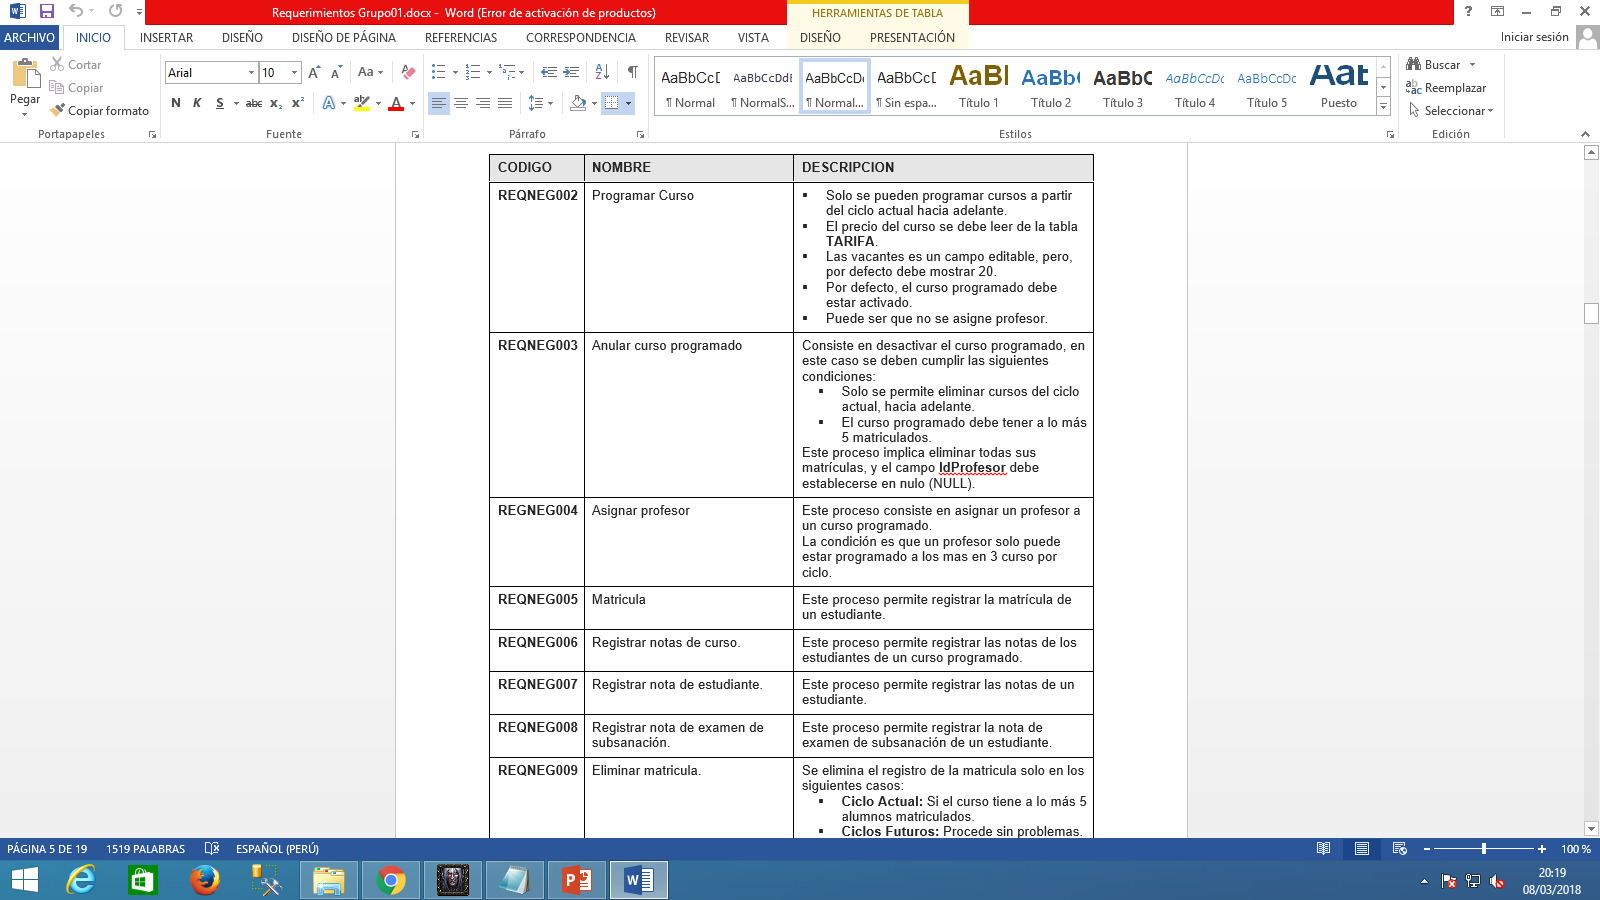 Requerimientos Grupo01.docx - Word (Error de activación de productos)
HERRAMIENTAS DE TABLA
ARCHIVO INICIO INSERTAR DISEÑO DISEÑO DE PÁGINA REFERENCIAS CORRESPONDENCIA REVISAR VISTA DISEÑO PRESENTACIÓN Iniciar sesión
Pegar
Cortar
Copiar
Copiar formato
Portapapeles
Arial 10
N K S abc x₂ x²
Fuente
Párrafo
AaBbCcD AaBbCcDdE AaBbCcDc AaBbCcD AaBl AaBb( AaBbC AaBbCcDc AaBbCcDc Aab
¶ Normal ¶ NormalS... ¶ Normal... ¶ Sin espa... Título 1 Título 2 Título 3 Título 4 Título 5 Puesto
Estilos
Buscar
Reemplazar
Seleccionar
Edición
CODIGO NOMBRE DESCRIPCION
REQNEG002 Programar Curso
▪ Solo se pueden programar cursos a partir
del ciclo actual hacia adelante.
▪ El precio del curso se debe leer de la tabla
TARIFA.
▪ Las vacantes es un campo editable, pero,
por defecto debe mostrar 20.
▪ Por defecto, el curso programado debe
estar activado.
▪ Puede ser que no se asigne profesor.
REQNEG003 Anular curso programado
Consiste en desactivar el curso programado, en
este caso se deben cumplir las siguientes
condiciones:
▪ Solo se permite eliminar cursos del ciclo
actual, hacia adelante.
▪ El curso programado debe tener a lo más
5 matriculados.
Este proceso implica eliminar todas sus
matrículas, y el campo IdProfesor debe
establecerse en nulo (NULL).
REGNEG004 Asignar profesor
Este proceso consiste en asignar un profesor a
un curso programado.
La condición es que un profesor solo puede
estar programado a los mas en 3 curso por
ciclo.
REQNEG005 Matricula
Este proceso permite registrar la matrícula de
un estudiante.
REQNEG006 Registrar notas de curso.
Este proceso permite registrar las notas de los
estudiantes de un curso programado.
REQNEG007 Registrar nota de estudiante.
Este proceso permite registrar las notas de un
estudiante.
REQNEG008 Registrar nota de examen de
subsanación.
Este proceso permite registrar la nota de
examen de subsanación de un estudiante.
REQNEG009 Eliminar matricula.
Se elimina el registro de la matricula solo en los
siguientes casos:
▪ Ciclo Actual: Si el curso tiene a lo más 5
alumnos matriculados.
▪ Ciclos Futuros: Procede sin problemas.
PÁGINA 5 DE 19 1519 PALABRAS ESPAÑOL (PERÚ) 100 %
20:19
08/03/2018